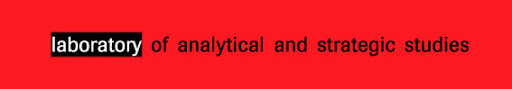 laboratory of analytical and strategic studies